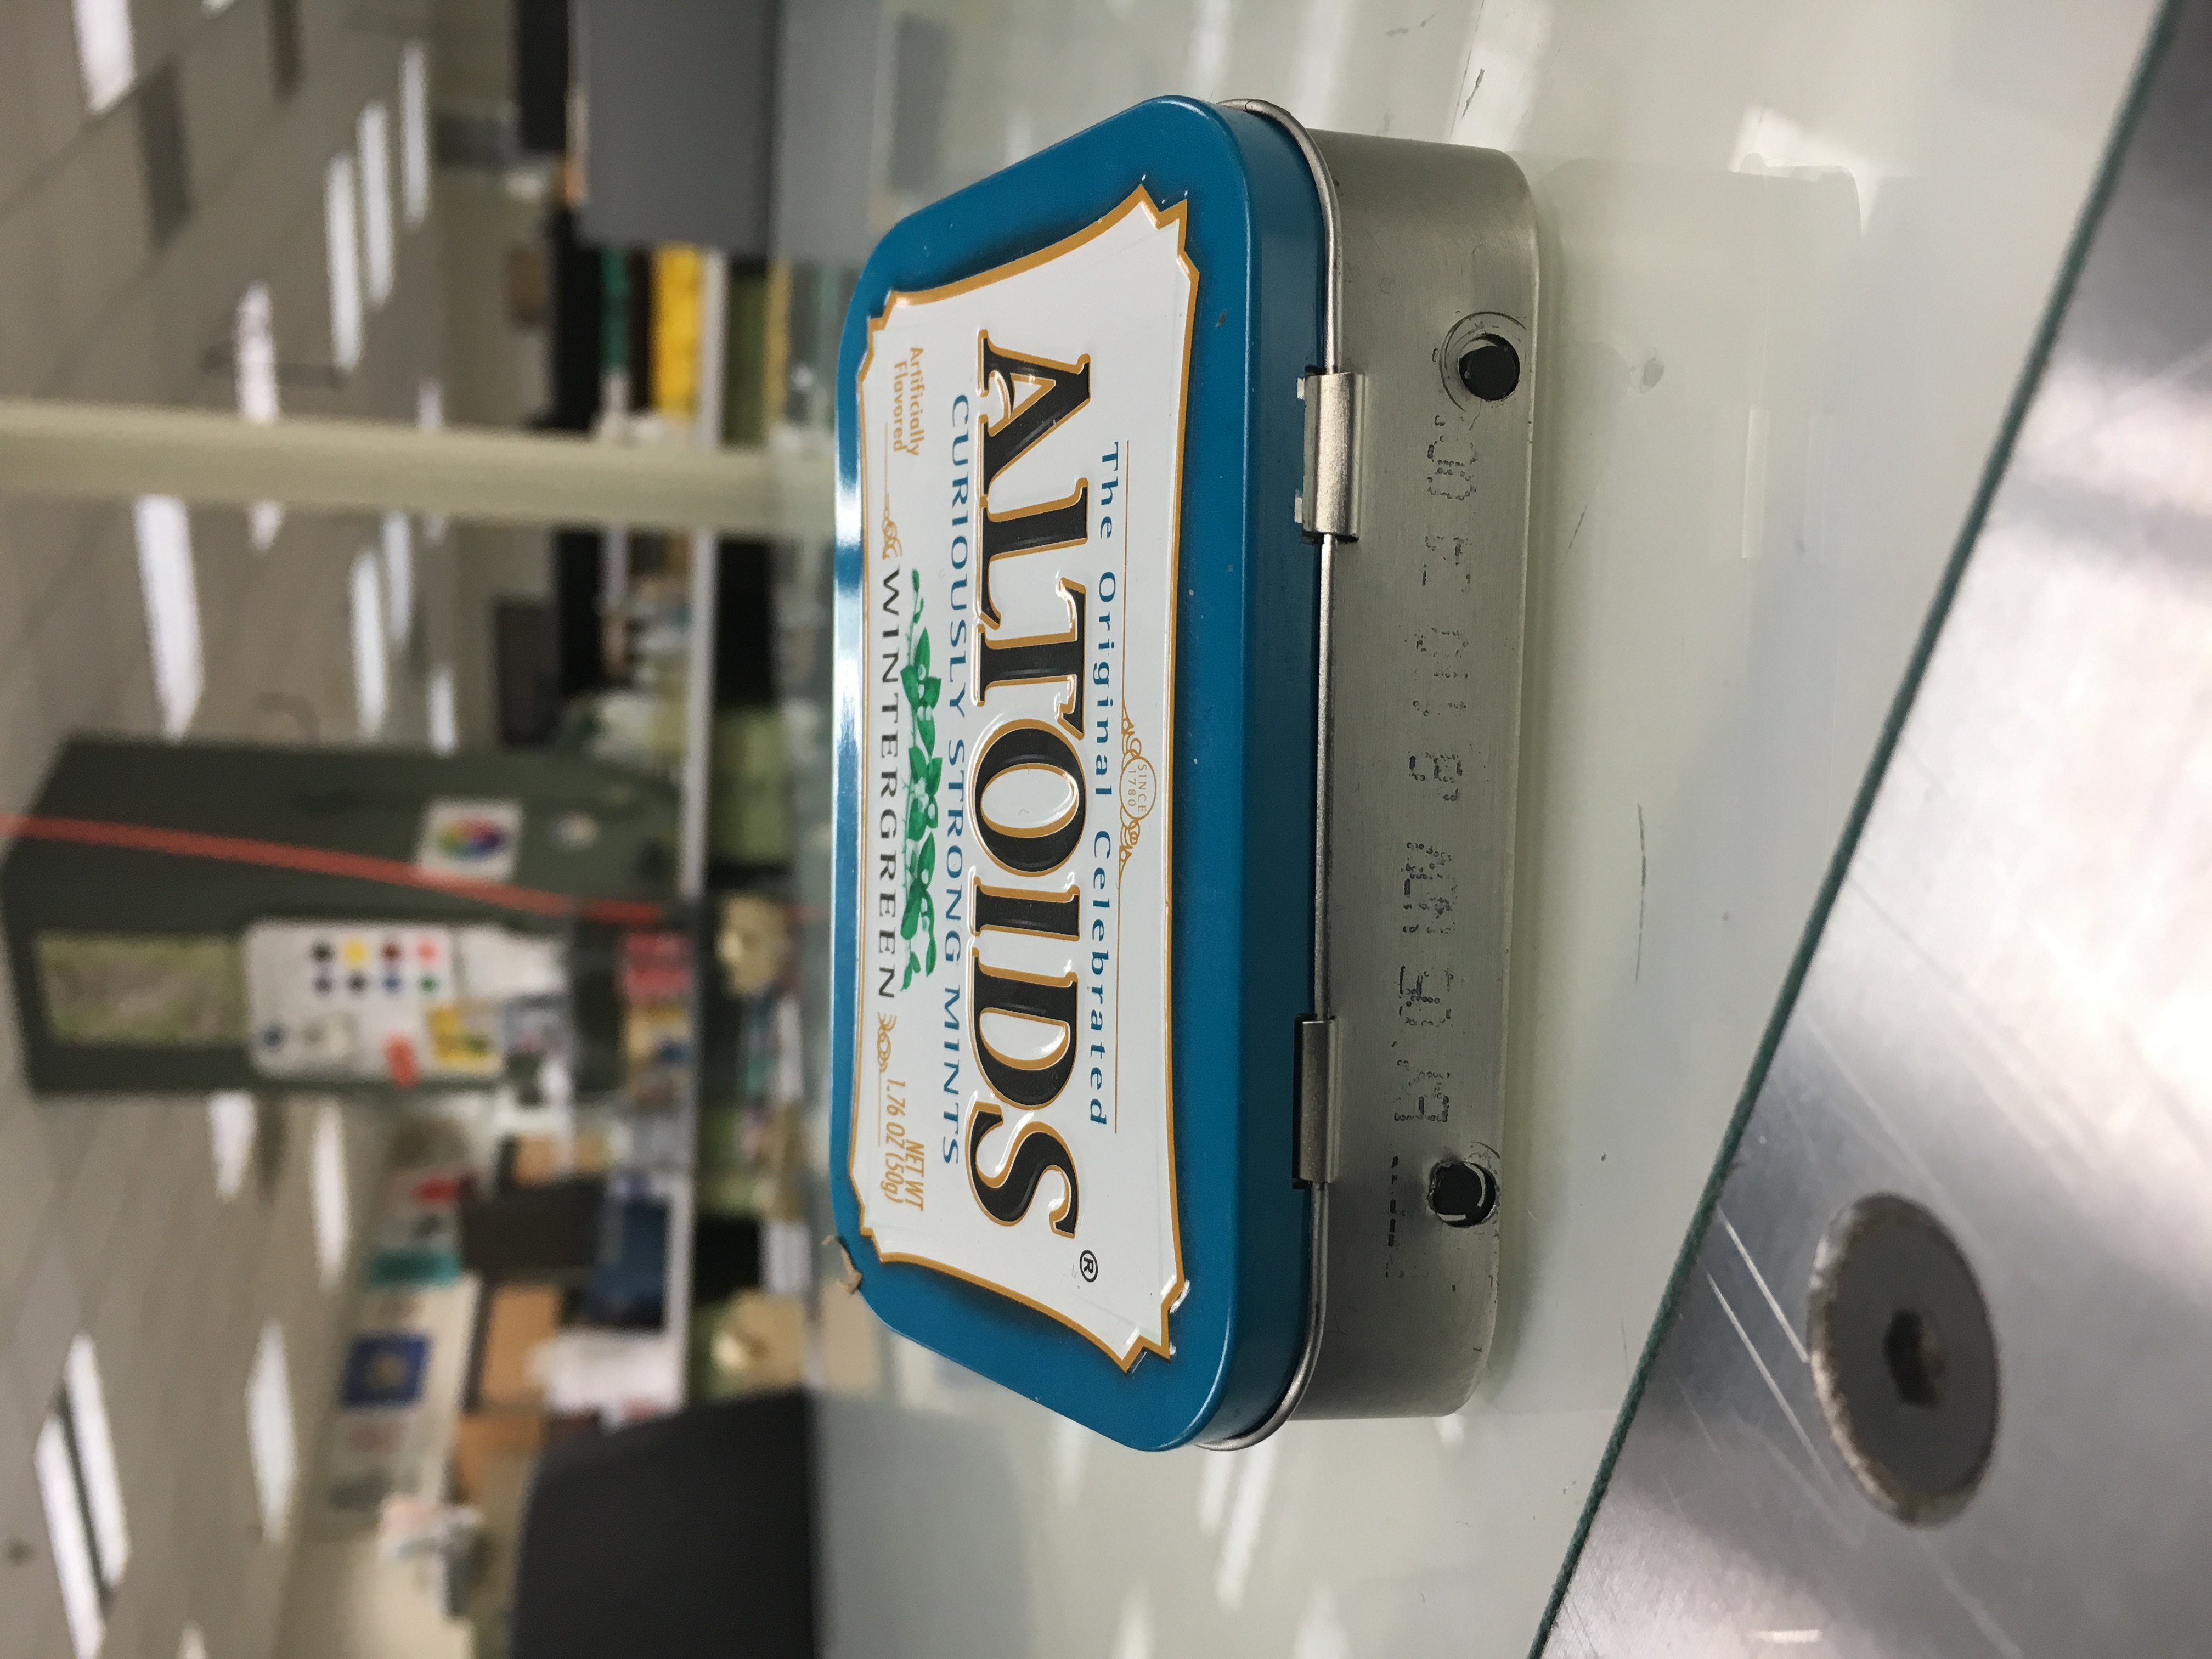 SINCE
1780
The Original Celebrated
ALTOIDS®
CURIOUSLY STRONG MINTS
Artificially
Flavored
WINTERGREEN
NET WT
1.76 OZ (50g)